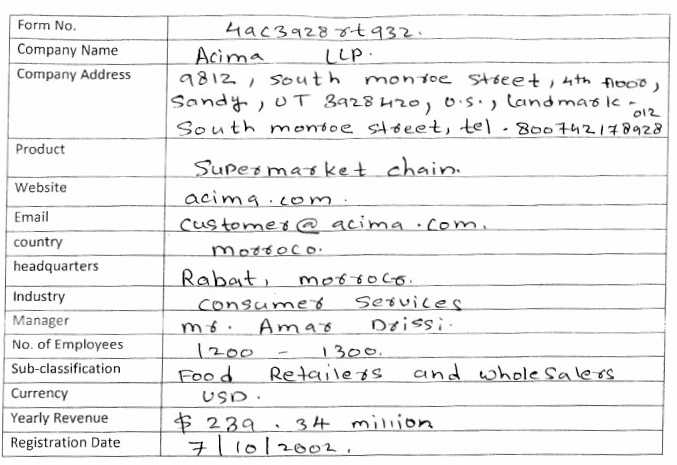 Form No. 4ac3928rt932.
Company Name Acima LLP.
Company Address 9812, south monroe street, 4th floor,
Sandy, UT 3928420, U.S., Landmark -
012
South monroe street, tel - 800742178928
Product Supermarket chain.
Website acima.com.
Email customer@acima.com.
country morroco.
headquarters Rabat, morroco.
Industry consumer Services
Manager mr. Amar Drissi.
No. of Employees 1200 - 1300.
Sub-classification Food Retailers and wholesalers
Currency USD.
Yearly Revenue $ 239.34 million
Registration Date 7/10/2002.